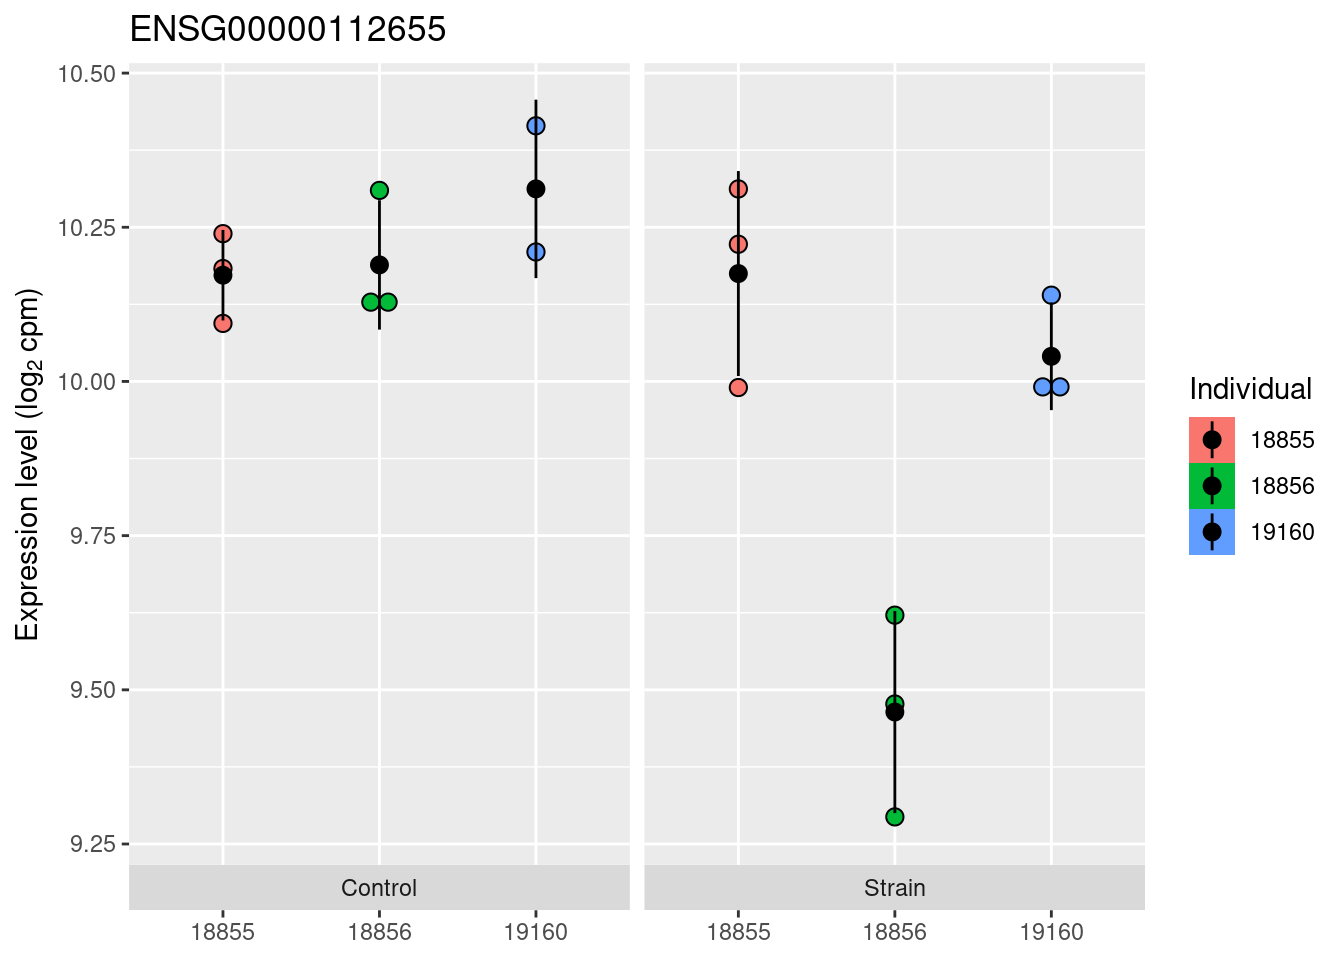 ENSG00000112655
Expression level (log2 cpm)
10.50
10.25
10.00
9.75
9.50
9.25
Control
Strain
18855 18856 19160
18855 18856 19160
Individual
18855
18856
19160